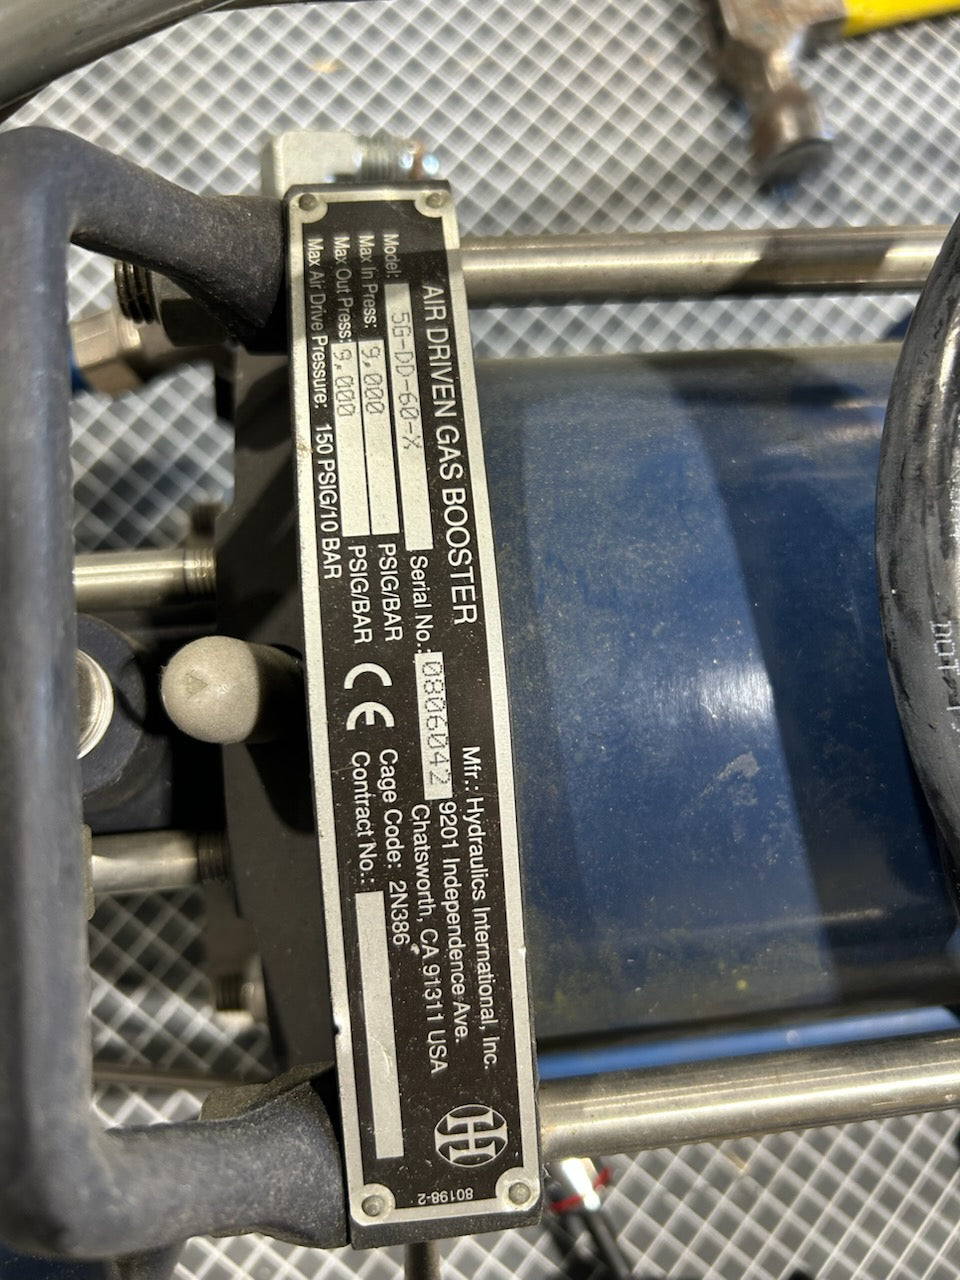 AIR DRIVEN GAS BOOSTER
Model: 5G-DD-60-X Serial No.: 0806042
Max In Press: 9,000 PSIG/BAR
Max Out Press: 9,000 PSIG/BAR
Max Air Drive Pressure: 150 PSIG/10 BAR
CE
Mfr.: Hydraulics International, Inc.
9201 Independence Ave.
Chatsworth, CA 91311 USA
Cage Code: 2N386
Contract No.:
HI
80198-2